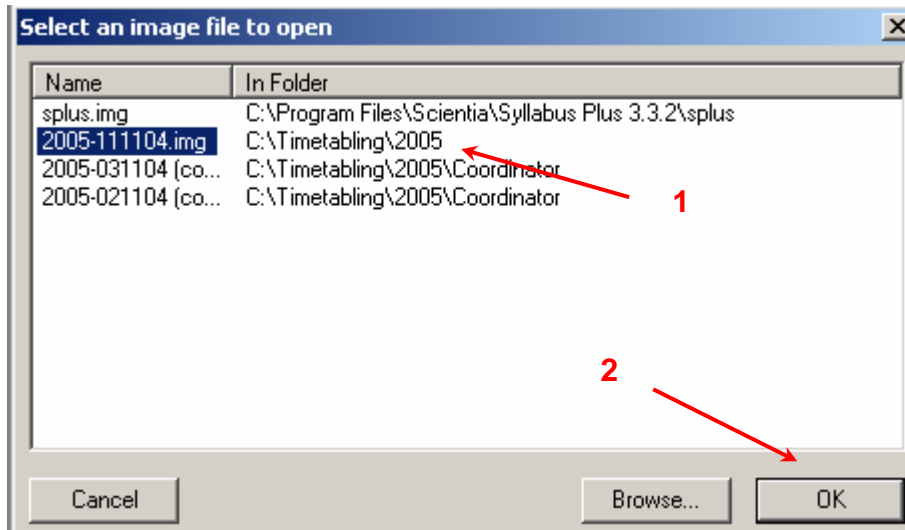 Select an image file to open
Name In Folder
splus.img C:\Program Files\Scientia\Syllabus Plus 3.3.2\splus
2005-111104.img C:\Timetabling\2005
2005-031104 (co... C:\Timetabling\2005\Coordinator
2005-021104 (co... C:\Timetabling\2005\Coordinator
1
2
Cancel Browse... OK